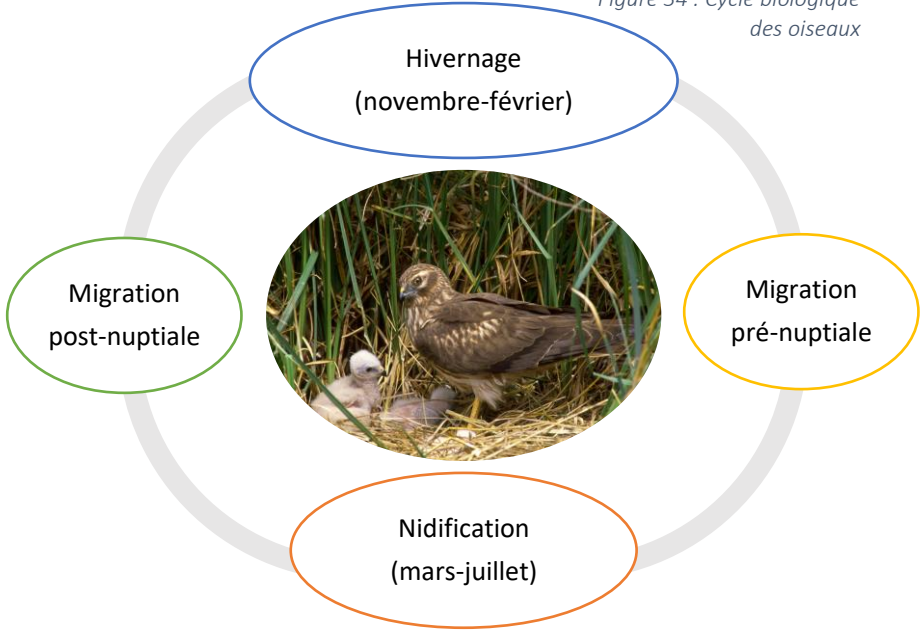 Figure 34 : Cycle biologique
des oiseaux
Hivernage
(novembre-février)
Migration
post-nuptiale
Migration
pré-nuptiale
Nidification
(mars-juillet)